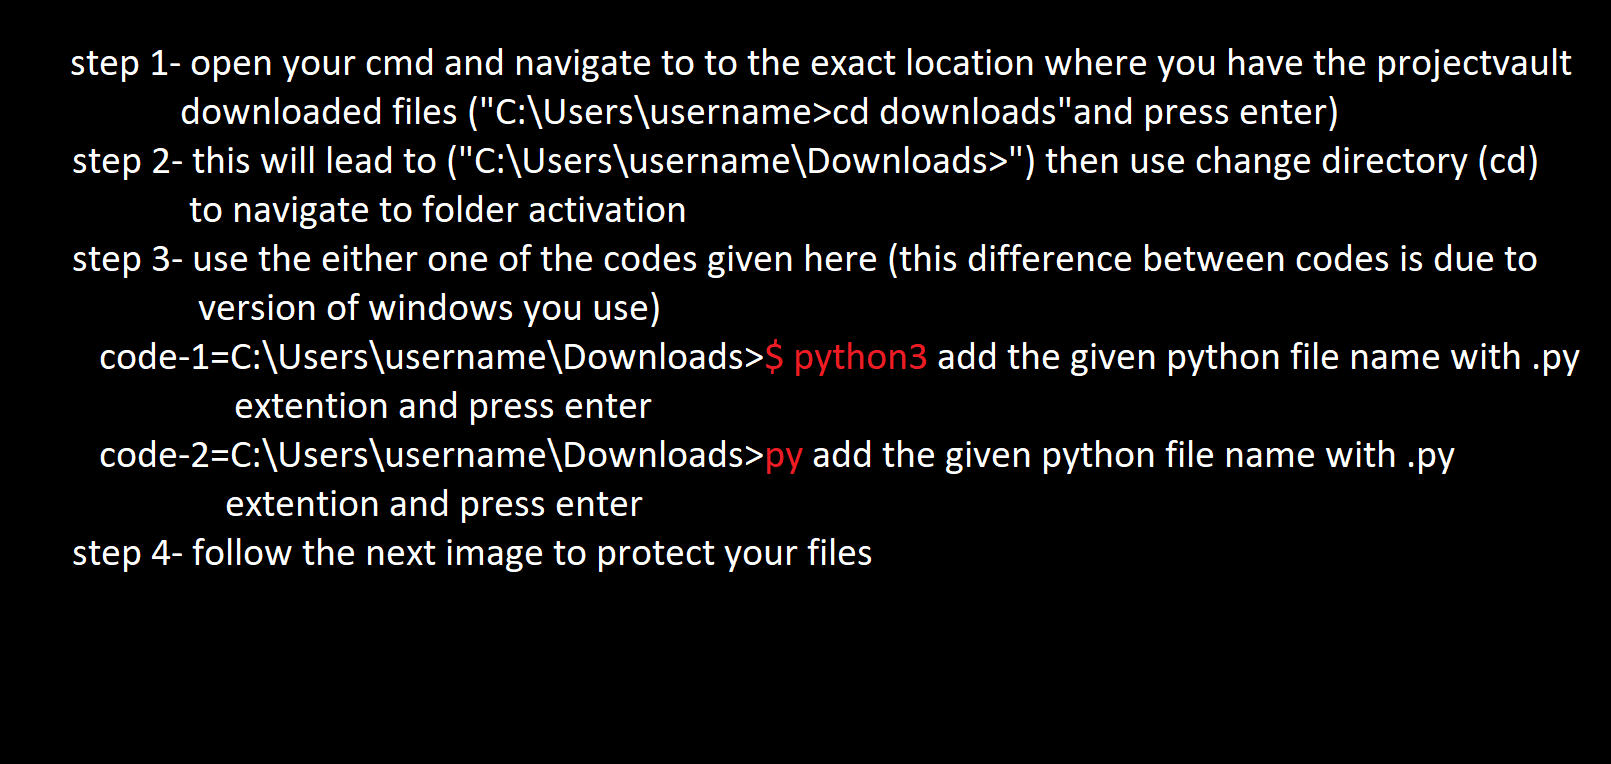 step 1- open your cmd and navigate to to the exact location where you have the projectvault
downloaded files ("C:\Users\username>cd downloads"and press enter)
step 2- this will lead to ("C:\Users\username\Downloads>") then use change directory (cd)
to navigate to folder activation
step 3- use the either one of the codes given here (this difference between codes is due to
version of windows you use)
code-1=C:\Users\username\Downloads>$ python3 add the given python file name with .py
extention and press enter
code-2=C:\Users\username\Downloads>py add the given python file name with .py
extention and press enter
step 4- follow the next image to protect your files